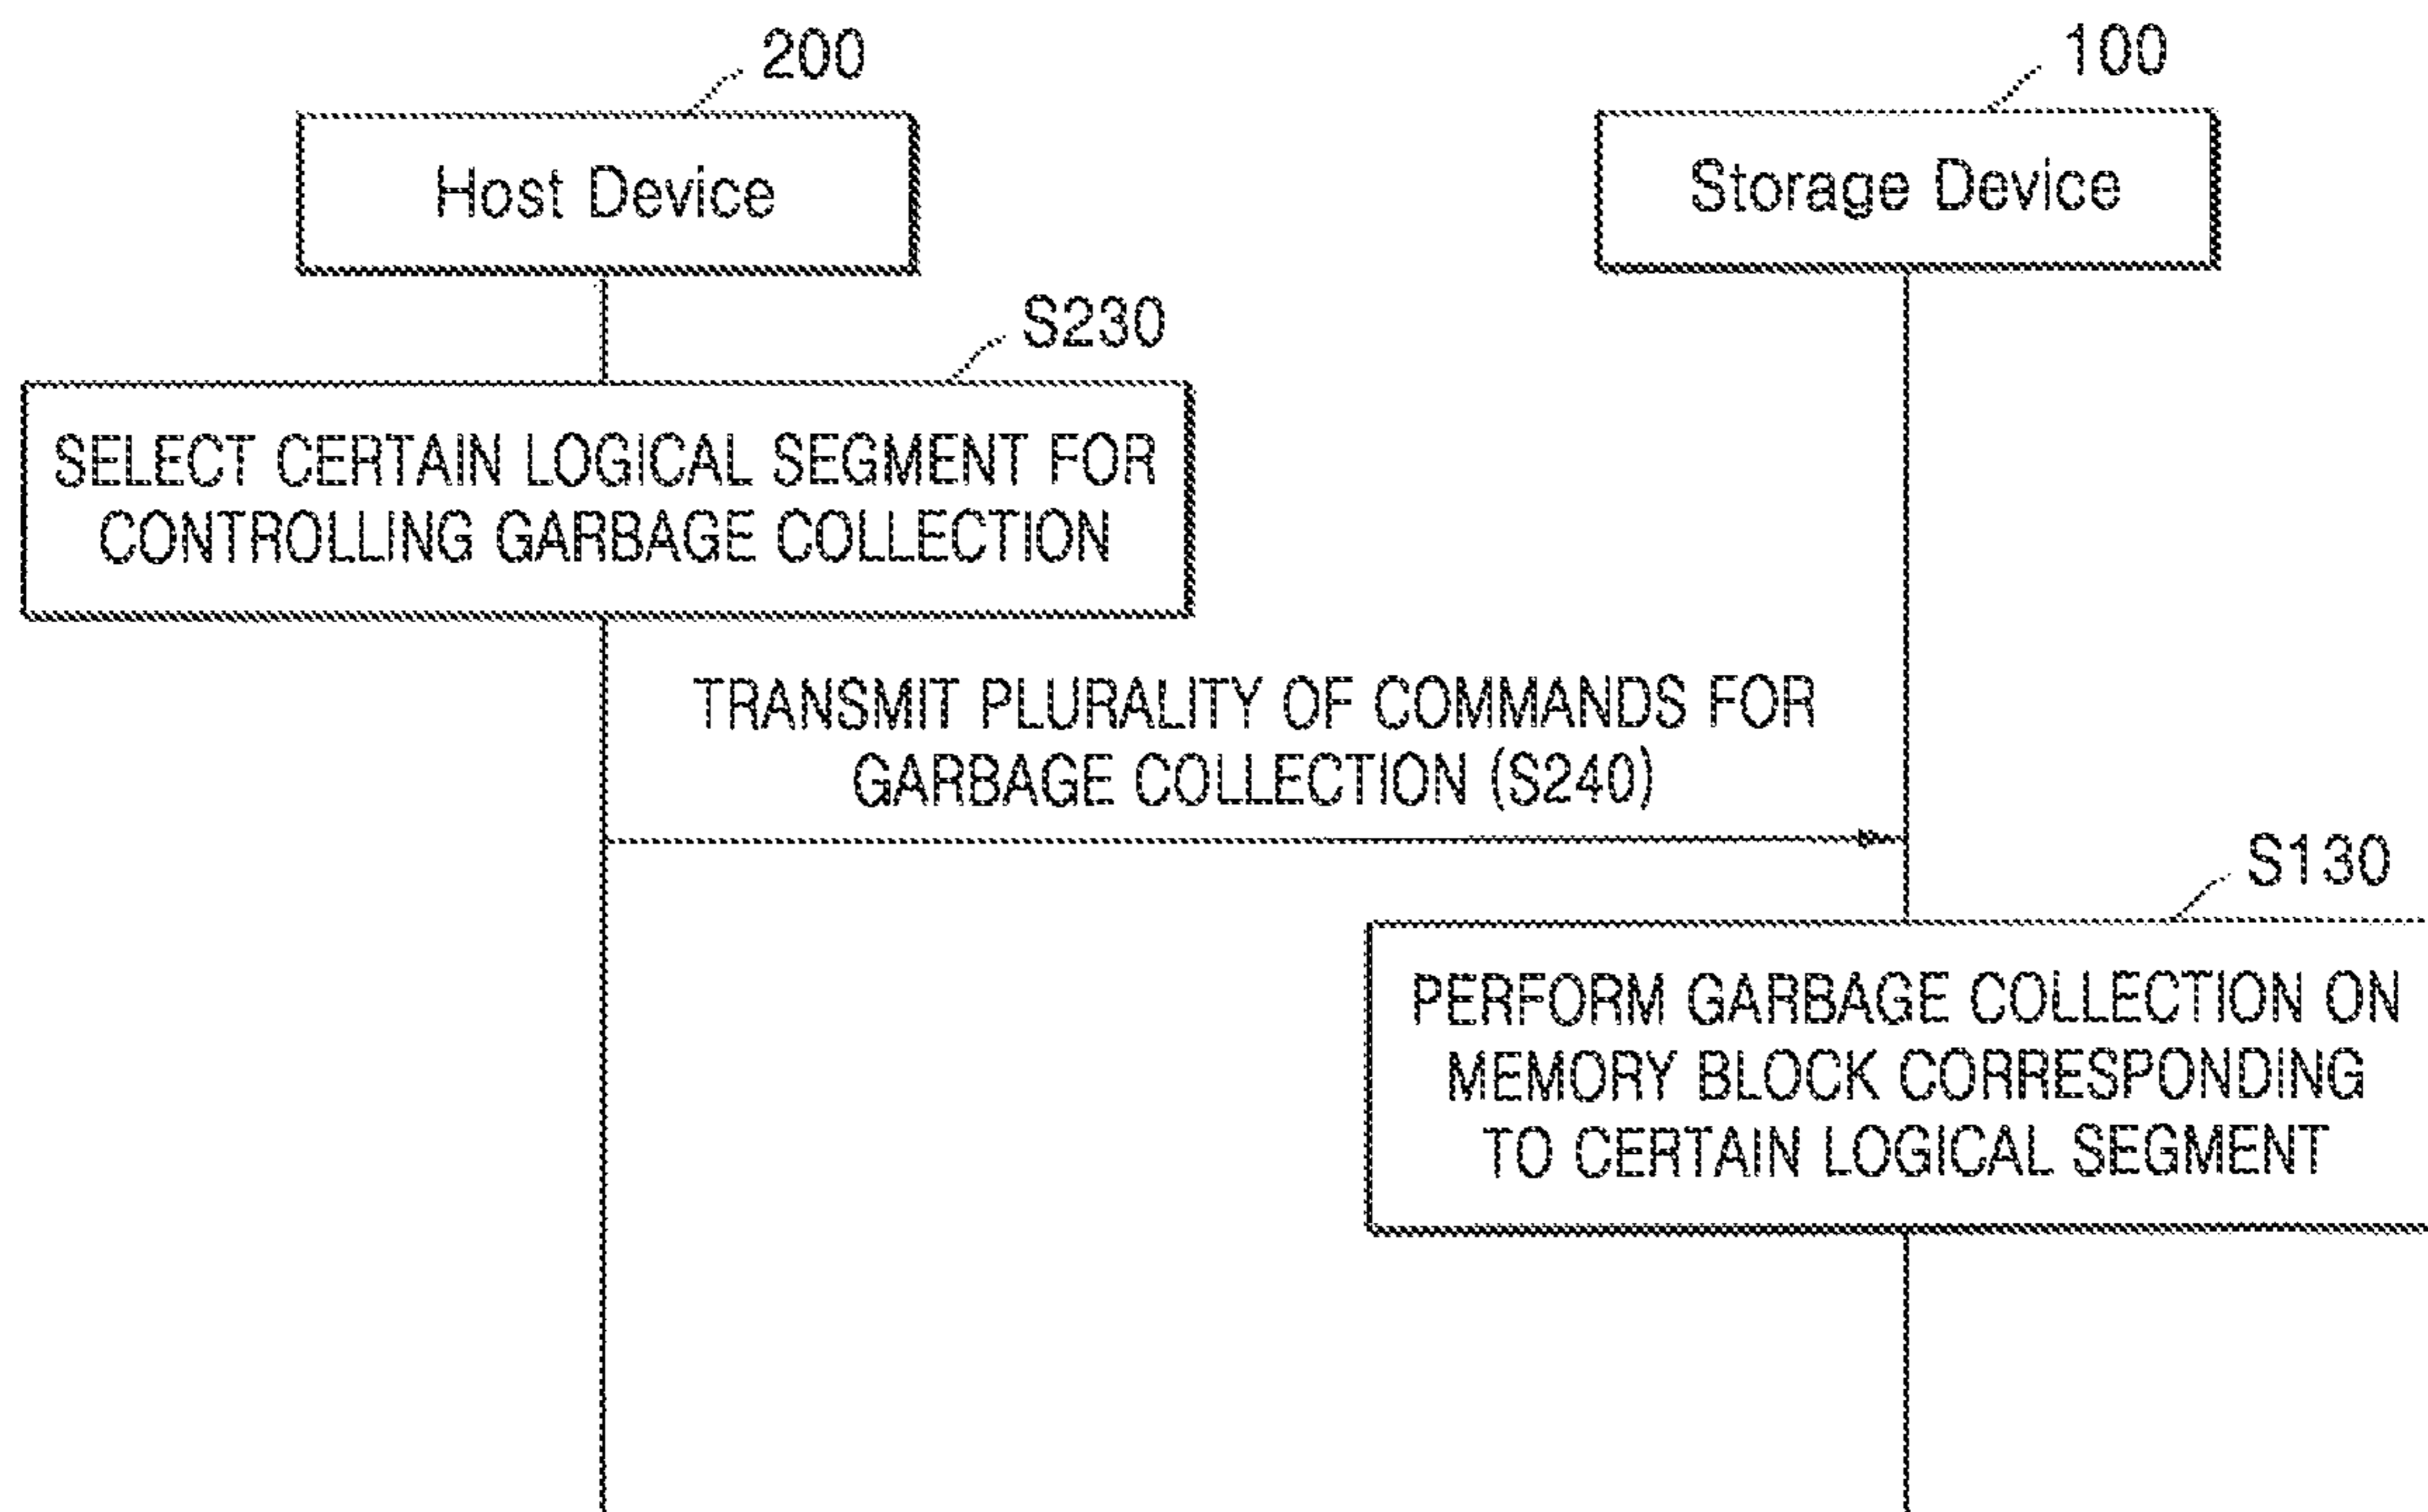 200
100
Host Device
Storage Device
S230
SELECT CERTAIN LOGICAL SEGMENT FOR
CONTROLLING GARBAGE COLLECTION
TRANSMIT PLURALITY OF COMMANDS FOR
GARBAGE COLLECTION (S240)
S130
PERFORM GARBAGE COLLECTION ON
MEMORY BLOCK CORRESPONDING
TO CERTAIN LOGICAL SEGMENT